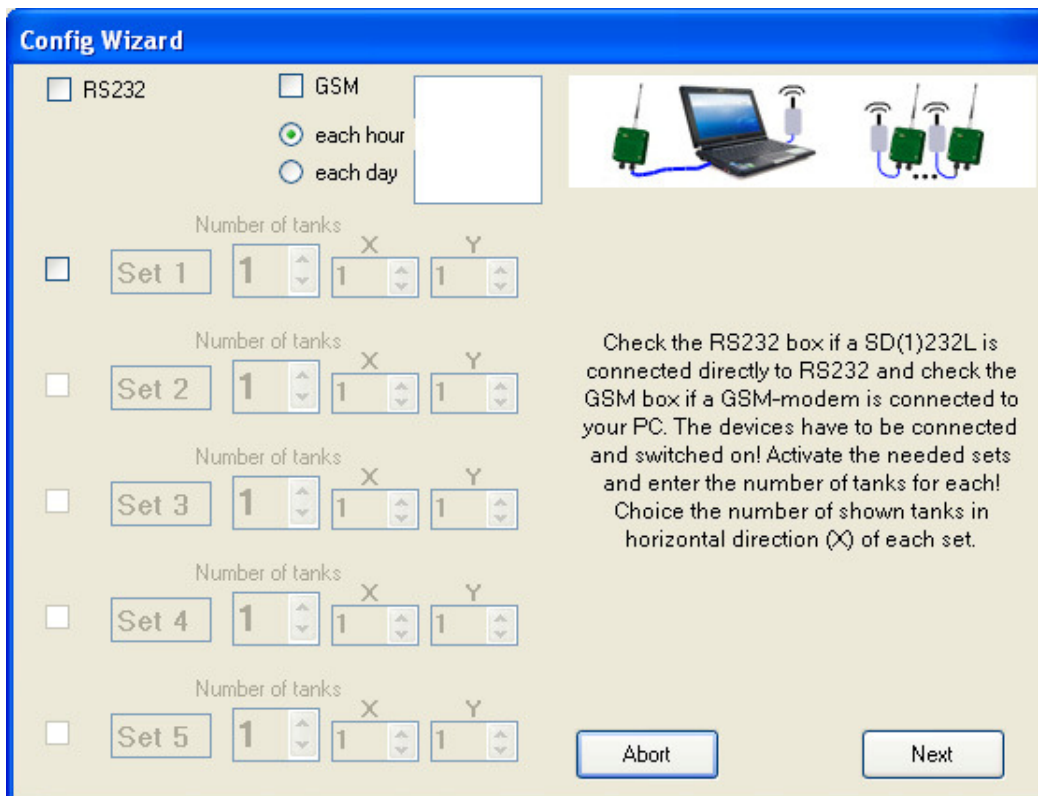 Config Wizard
RS232
GSM
each hour
each day
Number of tanks
X Y
Set 1 1 1 1
Number of tanks
X Y
Set 2 1 1 1
Number of tanks
X Y
Set 3 1 1 1
Number of tanks
X Y
Set 4 1 1 1
Number of tanks
X Y
Set 5 1 1 1
...
Check the RS232 box if a SD(1)232L is
connected directly to RS232 and check the
GSM box if a GSM-modem is connected to
your PC. The devices have to be connected
and switched on! Activate the needed sets
and enter the number of tanks for each!
Choice the number of shown tanks in
horizontal direction (X) of each set.
Abort Next